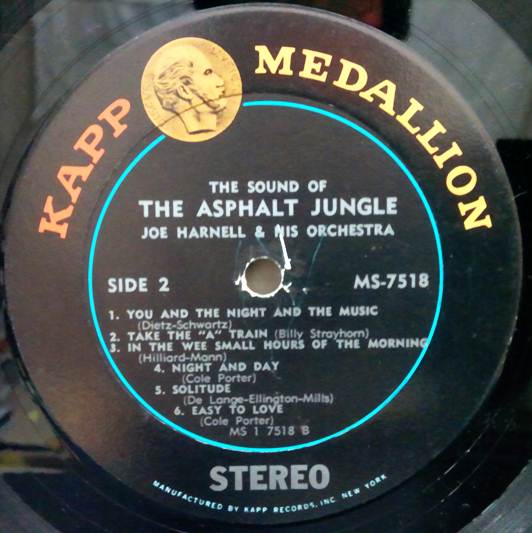 KAPP MEDALLION
THE SOUND OF
THE ASPHALT JUNGLE
JOE HARNELL & HIS ORCHESTRA
SIDE 2 MS-7518
1. YOU AND THE NIGHT AND THE MUSIC
(Dietz-Schwartz)
2. TAKE THE "A" TRAIN (Billy Strayhorn)
3. IN THE WEE SMALL HOURS OF THE MORNING
(Hilliard-Mann)
4. NIGHT AND DAY
(Cole Porter)
5. SOLITUDE
(De Lange-Ellington-Mills)
6. EASY TO LOVE
(Cole Porter)
MS 1 7518 B
STEREO
MANUFACTURED BY KAPP RECORDS, INC. NEW YORK